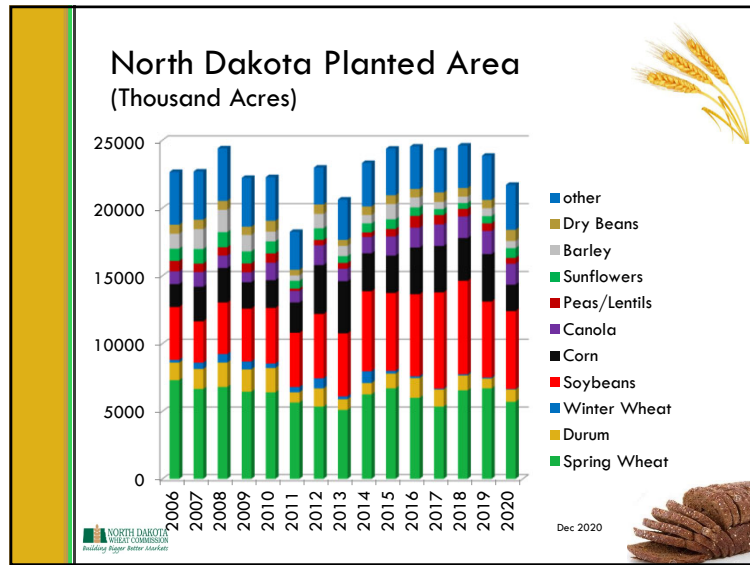 North Dakota Planted Area
(Thousand Acres)
25000
20000
15000
10000
5000
0
2006
2007
2008
2009
2010
2011
2012
2013
2014
2015
2016
2017
2018
2019
2020
other
Dry Beans
Barley
Sunflowers
Peas/Lentils
Canola
Corn
Soybeans
Winter Wheat
Durum
Spring Wheat
Dec 2020
NORTH DAKOTA
WHEAT COMMISSION
Building Bigger Better Markets